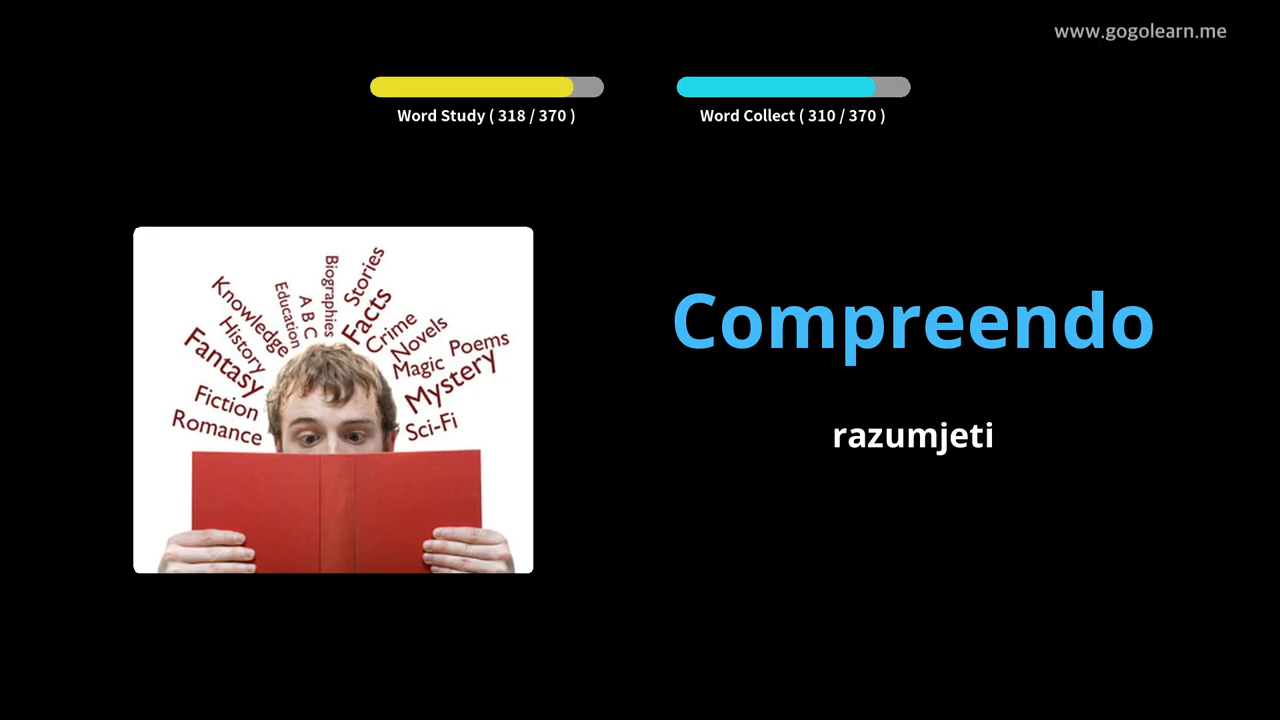 www.gogolearn.me
Word Study ( 318 / 370 )
Word Collect ( 310 / 370 )
Biographies
Stories
Knowledge
Education
A B C
Facts
History
Crime
Novels
Fantasy
Magic
Poems
Mystery
Fiction
Romance
Sci-Fi
Compreendo
razumjeti